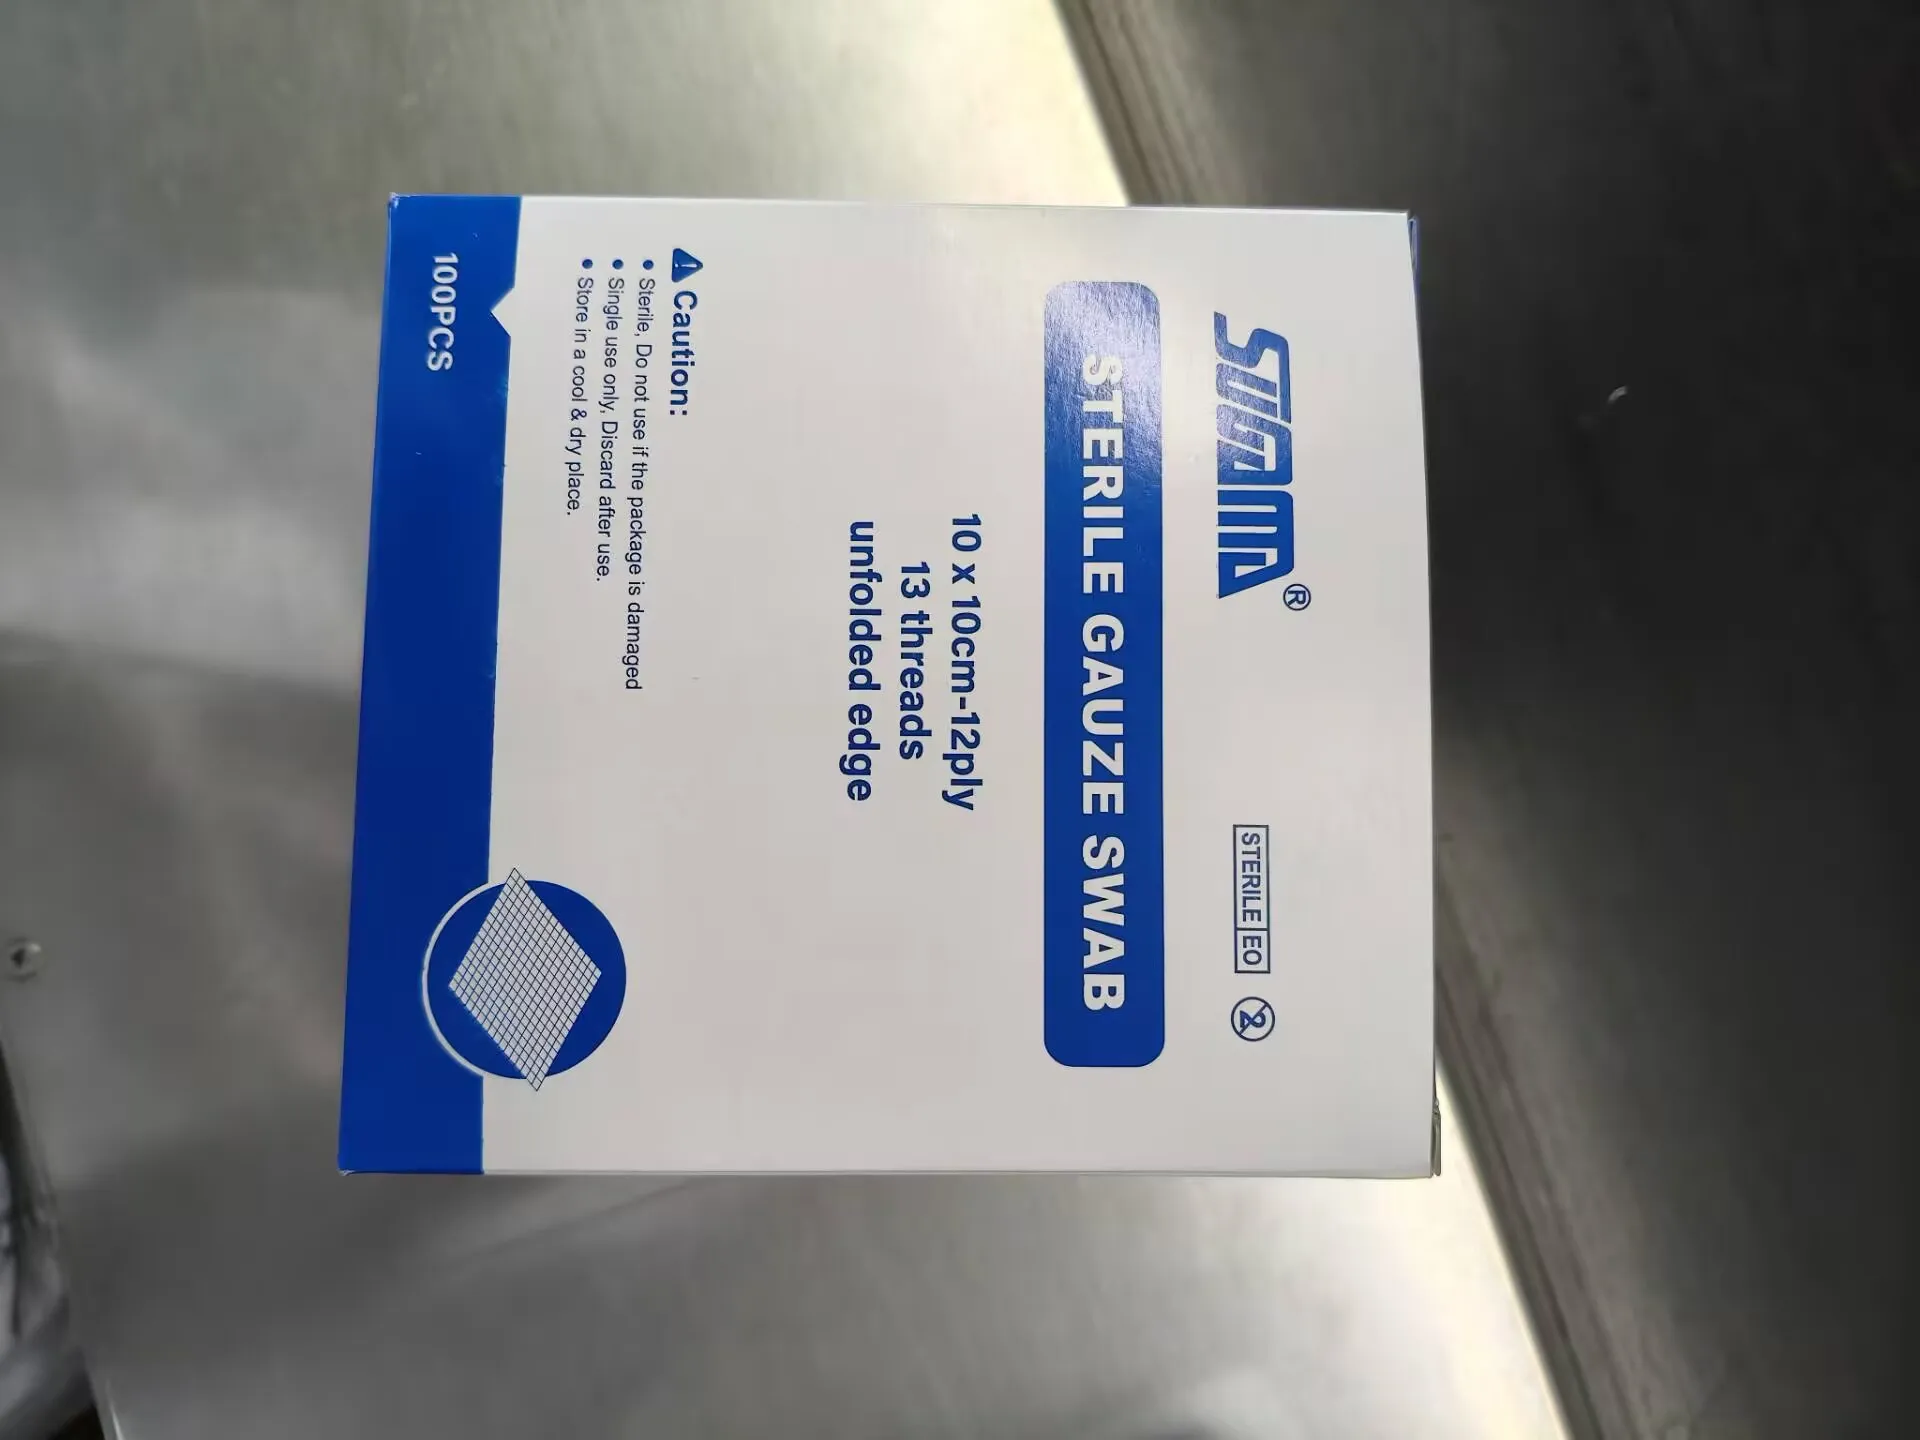 SIGMA®
STERILE EO
STERILE GAUZE SWAB
10 x 10cm-12ply
13 threads
unfolded edge
Caution:
• Sterile, Do not use if the package is damaged
• Single use only, Discard after use.
• Store in a cool & dry place.
100PCS